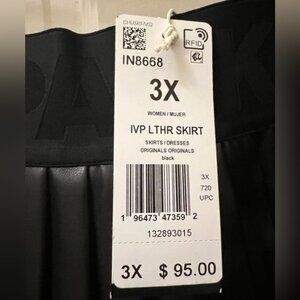 RFID
IN8668
3X
WOMEN / MUJER
IVP LTHR SKIRT
SKIRTS / DRESSES
ORIGINALS ORIGINALS
black
3X
720
UPC
1 96473 47359 2
132893015
3X $ 95.00